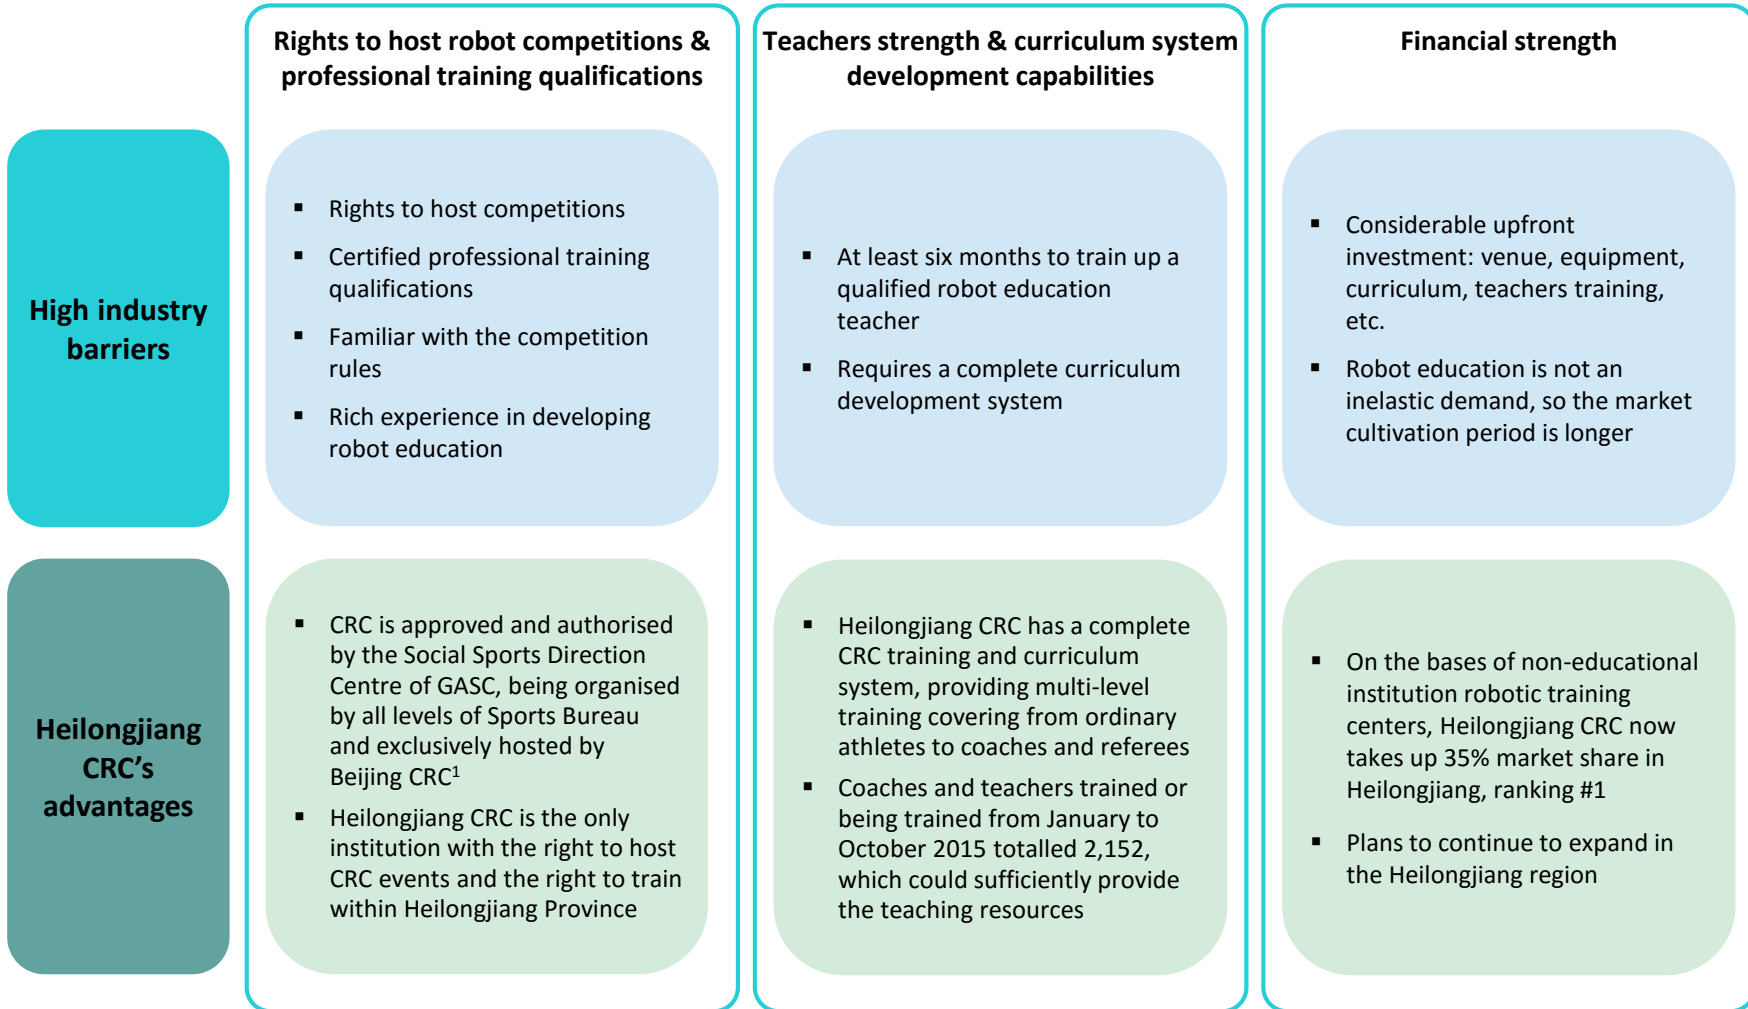 Rights to host robot competitions &
professional training qualifications
Teachers strength & curriculum system
development capabilities
Financial strength
High industry
barriers
▪ Rights to host competitions
▪ Certified professional training
qualifications
▪ Familiar with the competition
rules
▪ Rich experience in developing
robot education
▪ At least six months to train up a
qualified robot education
teacher
▪ Requires a complete curriculum
development system
▪ Considerable upfront
investment: venue, equipment,
curriculum, teachers training,
etc.
▪ Robot education is not an
inelastic demand, so the market
cultivation period is longer
Heilongjiang
CRC’s
advantages
▪ CRC is approved and authorised
by the Social Sports Direction
Centre of GASC, being organised
by all levels of Sports Bureau
and exclusively hosted by
Beijing CRC¹
▪ Heilongjiang CRC is the only
institution with the right to host
CRC events and the right to train
within Heilongjiang Province
▪ Heilongjiang CRC has a complete
CRC training and curriculum
system, providing multi-level
training covering from ordinary
athletes to coaches and referees
▪ Coaches and teachers trained or
being trained from January to
October 2015 totalled 2,152,
which could sufficiently provide
the teaching resources
▪ On the bases of non-educational
institution robotic training
centers, Heilongjiang CRC now
takes up 35% market share in
Heilongjiang, ranking #1
▪ Plans to continue to expand in
the Heilongjiang region